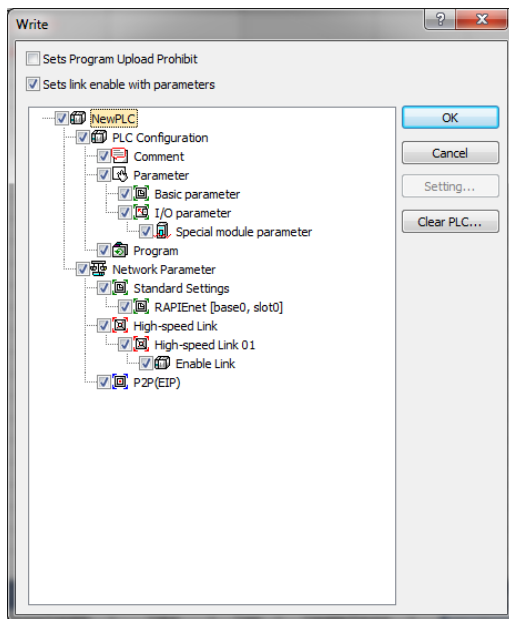 Write
Sets Program Upload Prohibit
Sets link enable with parameters
NewPLC
PLC Configuration
Comment
Parameter
Basic parameter
I/O parameter
Special module parameter
Program
Network Parameter
Standard Settings
RAPIEnet [base0, slot0]
High-speed Link
High-speed Link 01
Enable Link
P2P(EIP)
OK
Cancel
Setting...
Clear PLC...